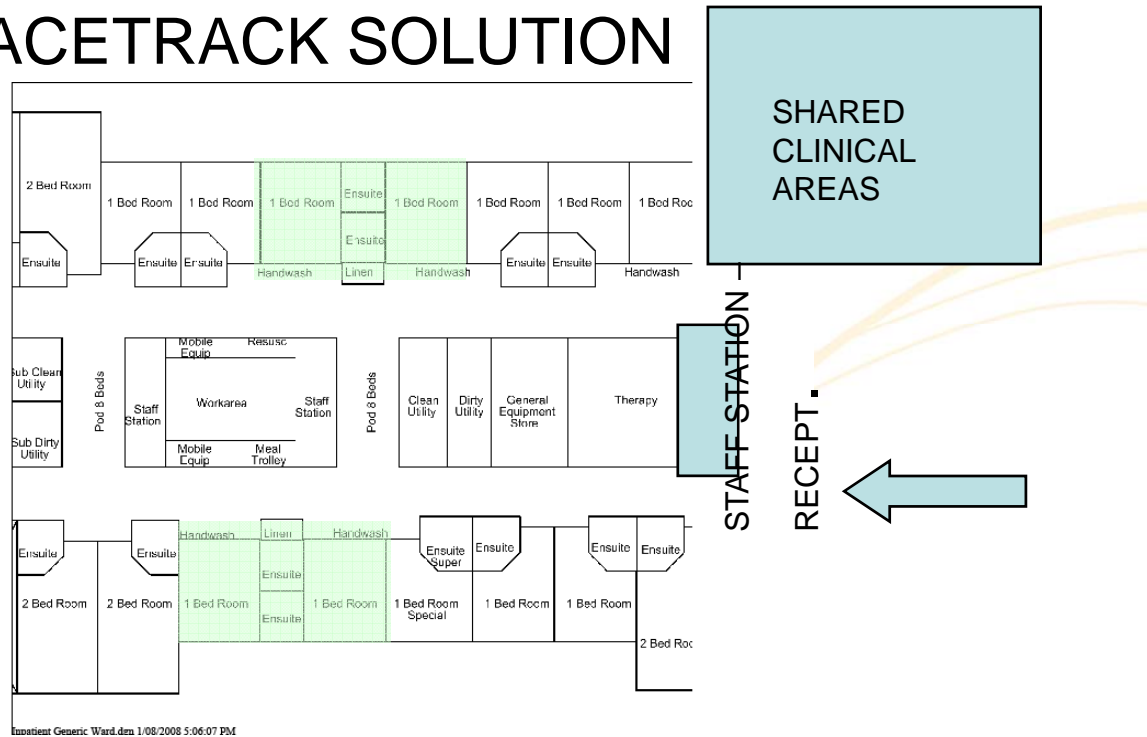 ACETRACK SOLUTION
SHARED
CLINICAL
AREAS
2 Bed Room
1 Bed Room
1 Bed Room
1 Bed Room
Ensuite
1 Bed Room
1 Bed Room
1 Bed Room
1 Bed Roo
Ensuite
Ensuite
Ensuite
Ensuite
Ensuite
Ensuite
Handwash
Linen
Handwash
Handwash
Sub Clean
Utility
Sub Dirty
Utility
Pod 8 Beds
Staff
Station
Mobile
Equip
Resusc
Workarea
Mobile
Equip
Meal
Trolley
Staff
Station
Pod 8 Beds
Clean
Utility
Dirty
Utility
General
Equipment
Store
Therapy
STAFF STATION –
RECEPT.
Ensuite
Ensuite
Handwash
Linen
Handwash
Ensuite
Super
Ensuite
Ensuite
Ensuite
Ensuite
Ensuite
2 Bed Room
2 Bed Room
1 Bed Room
1 Bed Room
1 Bed Room
Special
1 Bed Room
1 Bed Room
2 Bed Roo
Inpatient Generic Ward.dgn 1/08/2008 5:06:07 PM